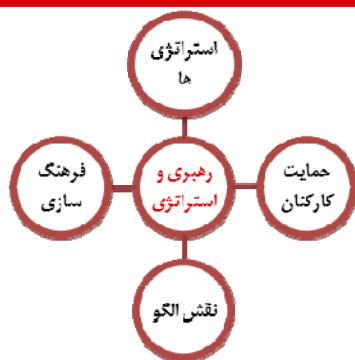 استراتژی
ها
حمایت
کارکنان
رهبری و
استراتژی
فرهنگ
سازی
نقش الگو